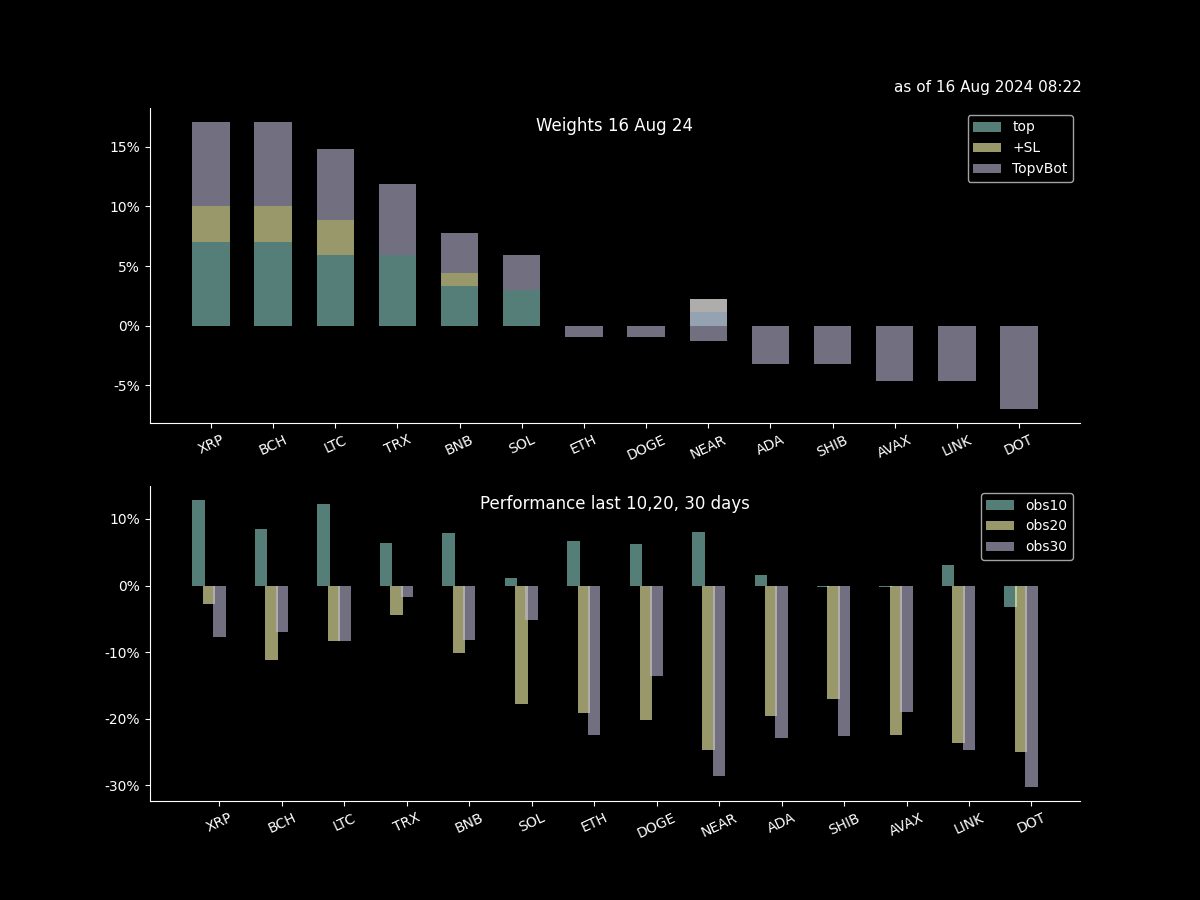 as of 16 Aug 2024 08:22
Weights 16 Aug 24
top
+SL
TopvBot
15%
10%
5%
0%
-5%
XRP BCH LTC TRX BNB SOL ETH DOGE NEAR ADA SHIB AVAX LINK DOT
Performance last 10,20, 30 days
obs10
obs20
obs30
10%
0%
-10%
-20%
-30%
XRP BCH LTC TRX BNB SOL ETH DOGE NEAR ADA SHIB AVAX LINK DOT